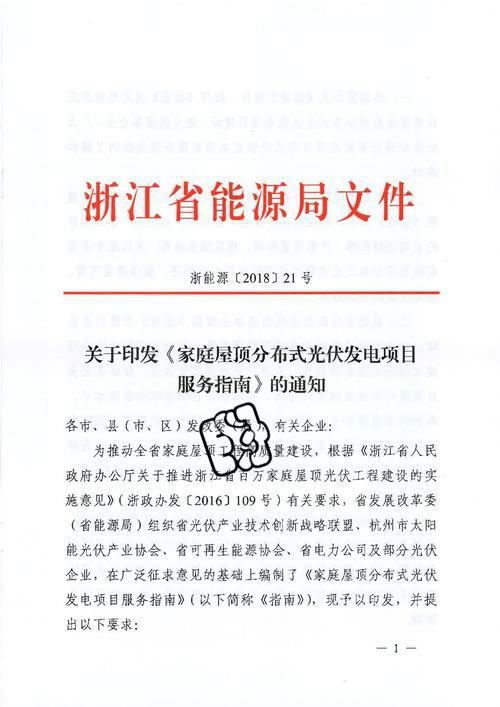 浙江省能源局文件
浙能源〔2018〕21号
关于印发《家庭屋顶分布式光伏发电项目
服务指南》的通知
各市、县（市、区）发改委（局），有关企业：
为推动全省家庭屋顶工程高质量建设，根据《浙江省人民
政府办公厅关于推进浙江省百万家庭屋顶光伏工程建设的实
施意见》（浙政办发〔2016〕109号）有关要求，省发展改革委
（省能源局）组织省光伏产业技术创新战略联盟、杭州市太阳
能光伏产业协会、省可再生能源协会、省电力公司及部分光伏
企业，在广泛征求意见的基础上编制了《家庭屋顶分布式光伏
发电项目服务指南》（以下简称《指南》），现予以印发，并提
出以下要求：
— 1 —